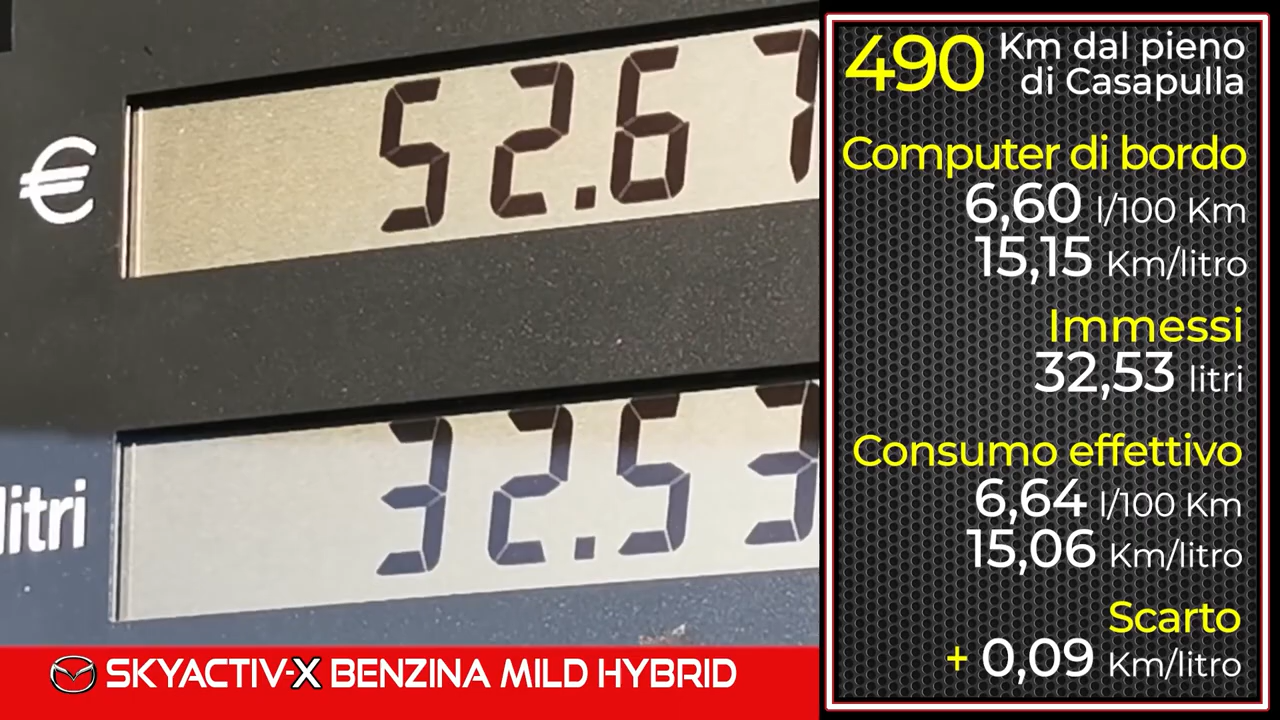 € 52.67
litri 32.53
SKYACTIV-X BENZINA MILD HYBRID
490 Km dal pieno
di Casapulla
Computer di bordo
6,60 l/100 Km
15,15 Km/litro
Immessi
32,53 litri
Consumo effettivo
6,64 l/100 Km
15,06 Km/litro
Scarto
+ 0,09 Km/litro